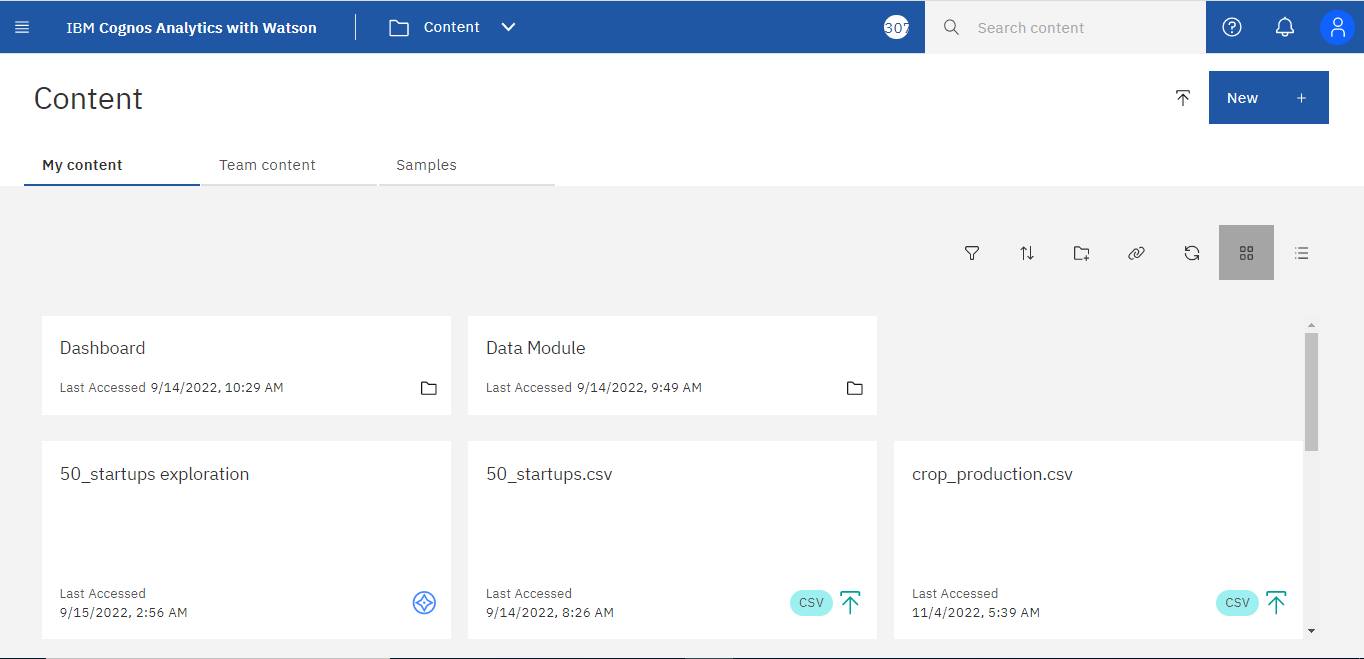 IBM Cognos Analytics with Watson
Content
307
Search content
Content
New +
My content
Team content
Samples
Dashboard
Last Accessed 9/14/2022, 10:29 AM
Data Module
Last Accessed 9/14/2022, 9:49 AM
50_startups exploration
Last Accessed
9/15/2022, 2:56 AM
50_startups.csv
Last Accessed
9/14/2022, 8:26 AM
CSV
crop_production.csv
Last Accessed
11/4/2022, 5:39 AM
CSV